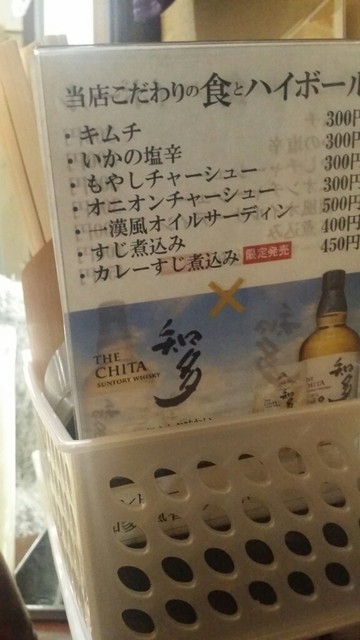 当店こだわりの食とハイボール
・キムチ 300円
・いかの塩辛 300円
・もやしチャーシュー 300円
・オニオンチャーシュー 300円
・一漢風オイルサーディン 500円
・すじ煮込み 400円
・カレーすじ煮込み 限定発売 450円
×
THE CHITA
SUNTORY WHISKY
知多